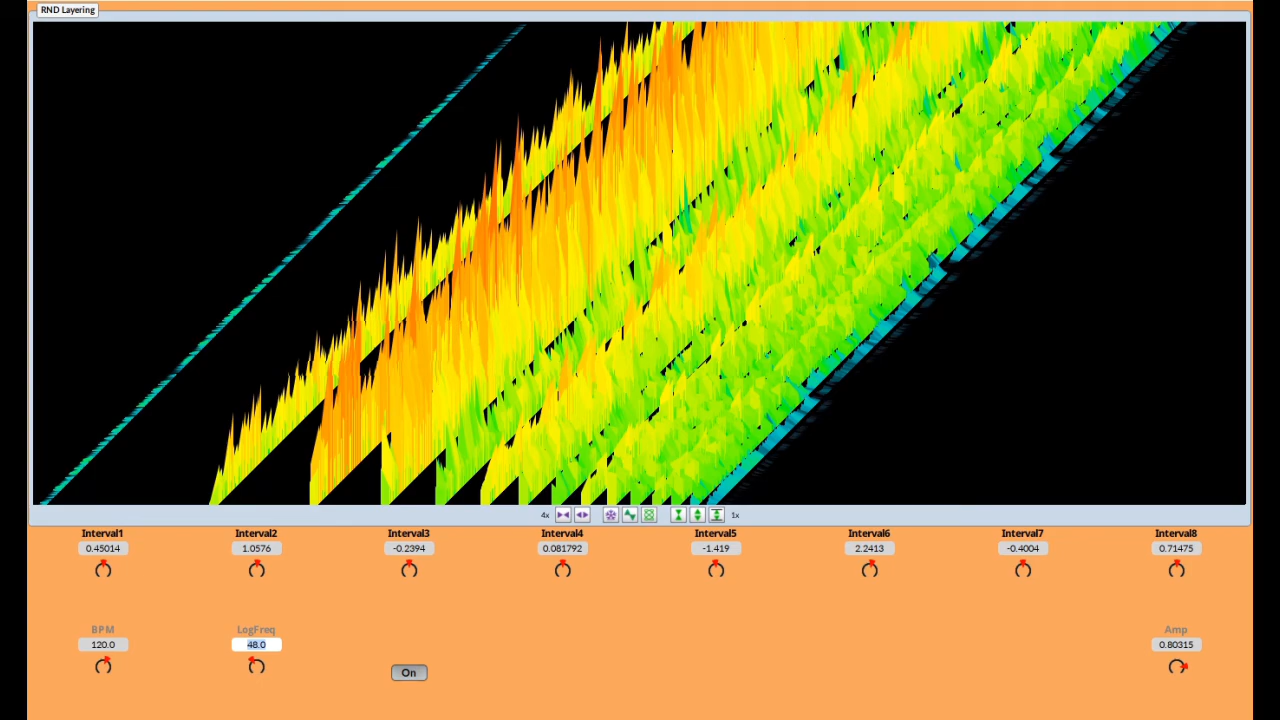 RND Layering
4x 1x
Interval1 Interval2 Interval3 Interval4 Interval5 Interval6 Interval7 Interval8
0.45014 1.0576 -0.2394 0.081792 -1.419 2.2413 -0.4004 0.71475
BPM LogFreq Amp
120.0 48.0 0.80315
On